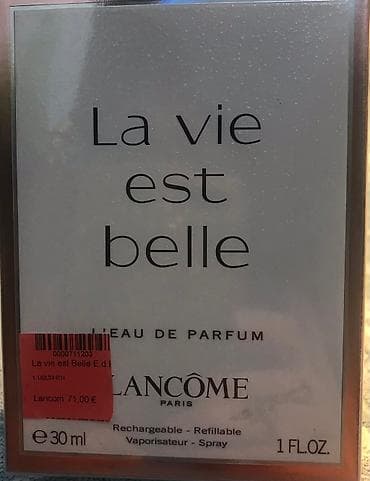 La vie
est
belle
L'EAU DE PARFUM
0000711203
La vie est Belle E.d.
Lancom 71,00 €
LANCÔME
PARIS
Rechargeable - Refillable
Vaporisateur - Spray
℮ 30 ml
1 FL.OZ.